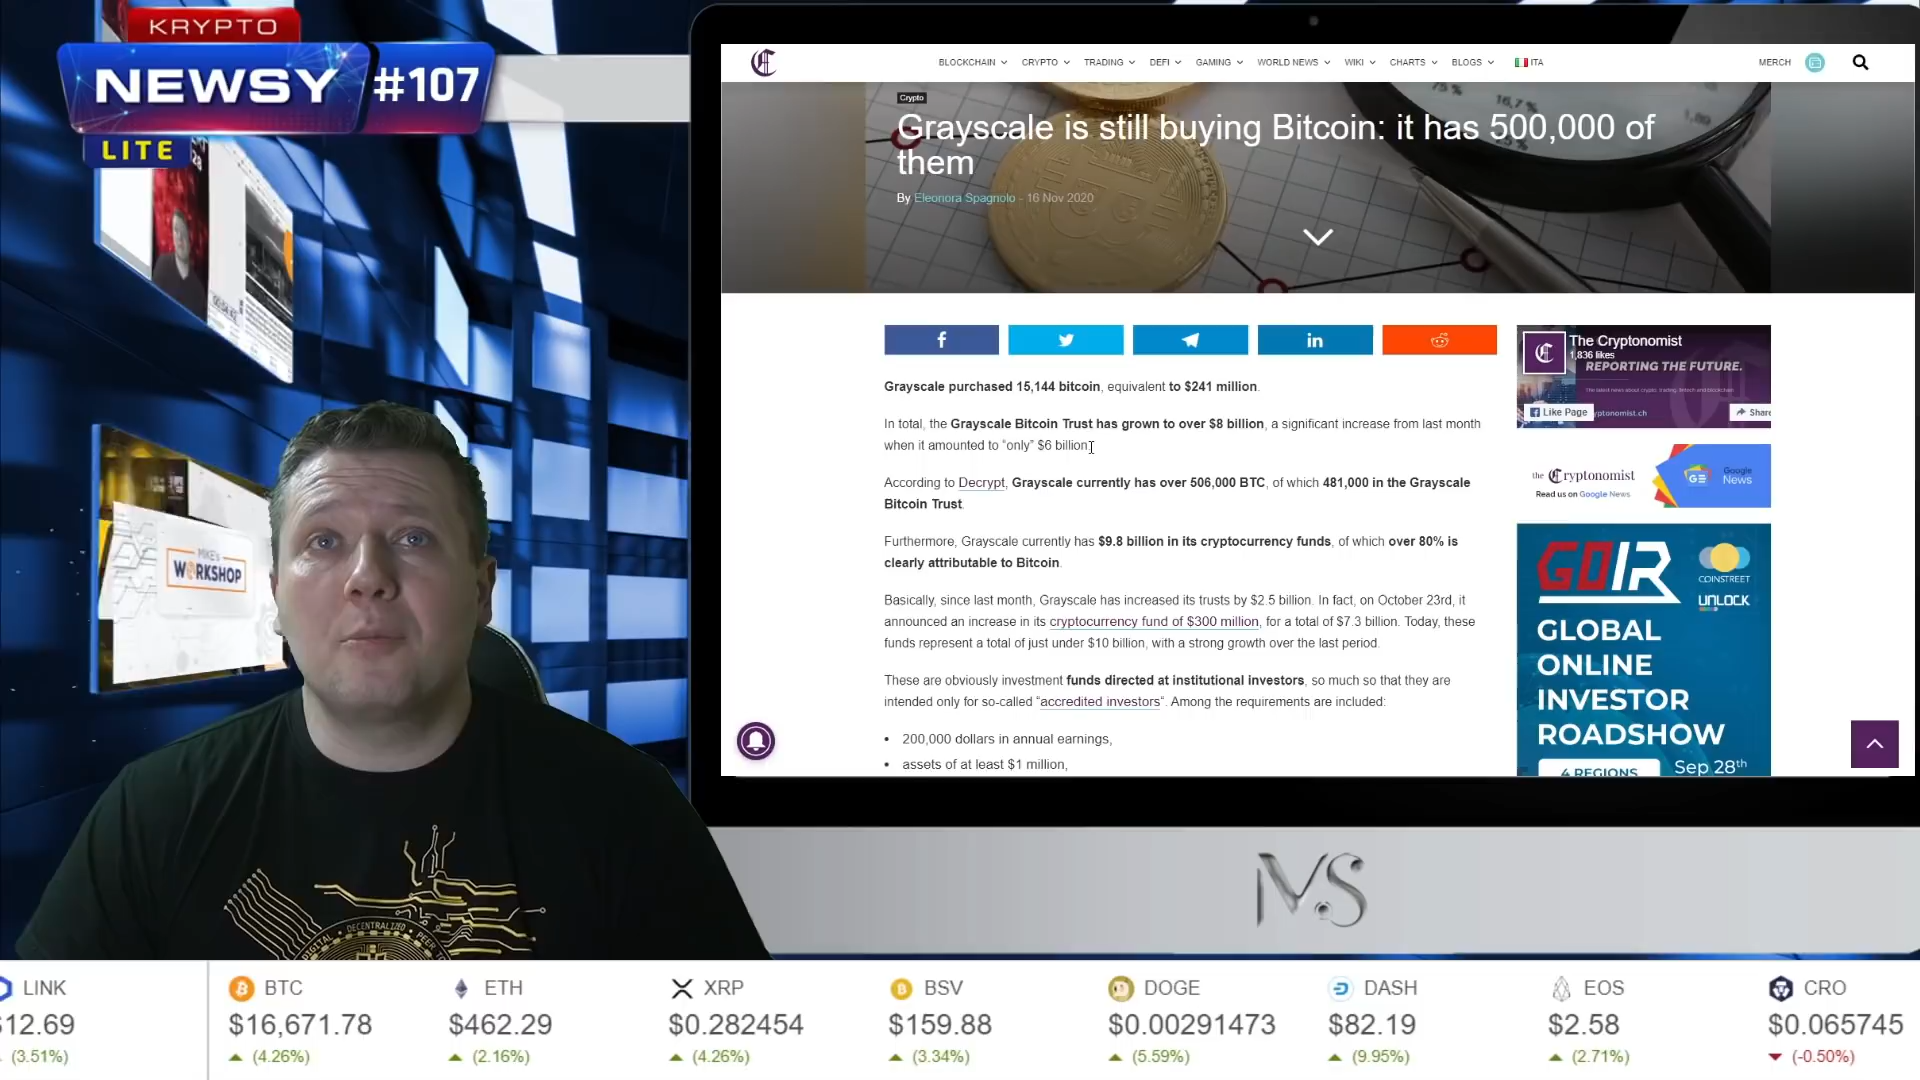 KRYPTO
NEWSY #107
LITE
MIKE's
WORKSHOP
DIGITAL DECENTRALIZED PEER TO
BLOCKCHAIN CRYPTO TRADING DEFI GAMING WORLD NEWS WIKI CHARTS BLOGS ITA MERCH
Crypto
Grayscale is still buying Bitcoin: it has 500,000 of
them
By Eleonora Spagnolo - 16 Nov 2020
Grayscale purchased 15,144 bitcoin, equivalent to $241 million.
In total, the Grayscale Bitcoin Trust has grown to over $8 billion, a significant increase from last month
when it amounted to “only” $6 billion.
According to Decrypt, Grayscale currently has over 506,000 BTC, of which 481,000 in the Grayscale
Bitcoin Trust.
Furthermore, Grayscale currently has $9.8 billion in its cryptocurrency funds, of which over 80% is
clearly attributable to Bitcoin.
Basically, since last month, Grayscale has increased its trusts by $2.5 billion. In fact, on October 23rd, it
announced an increase in its cryptocurrency fund of $300 million, for a total of $7.3 billion. Today, these
funds represent a total of just under $10 billion, with a strong growth over the last period.
These are obviously investment funds directed at institutional investors, so much so that they are
intended only for so-called “accredited investors“. Among the requirements are included:
• 200,000 dollars in annual earnings,
• assets of at least $1 million,
The Cryptonomist
1,836 likes
REPORTING THE FUTURE.
Like Page
yptonomist.ch
Share
the Cryptonomist
Read us on Google News
GE
Google
News
GOIR
COINSTREET
UNLOCK
GLOBAL
ONLINE
INVESTOR
ROADSHOW
4 REGIONS
Sep 28th
MS
LINK BTC ETH XRP BSV DOGE DASH EOS CRO
$12.69 $16,671.78 $462.29 $0.282454 $159.88 $0.00291473 $82.19 $2.58 $0.065745
(3.51%) (4.26%) (2.16%) (4.26%) (3.34%) (5.59%) (9.95%) (2.71%) (-0.50%)